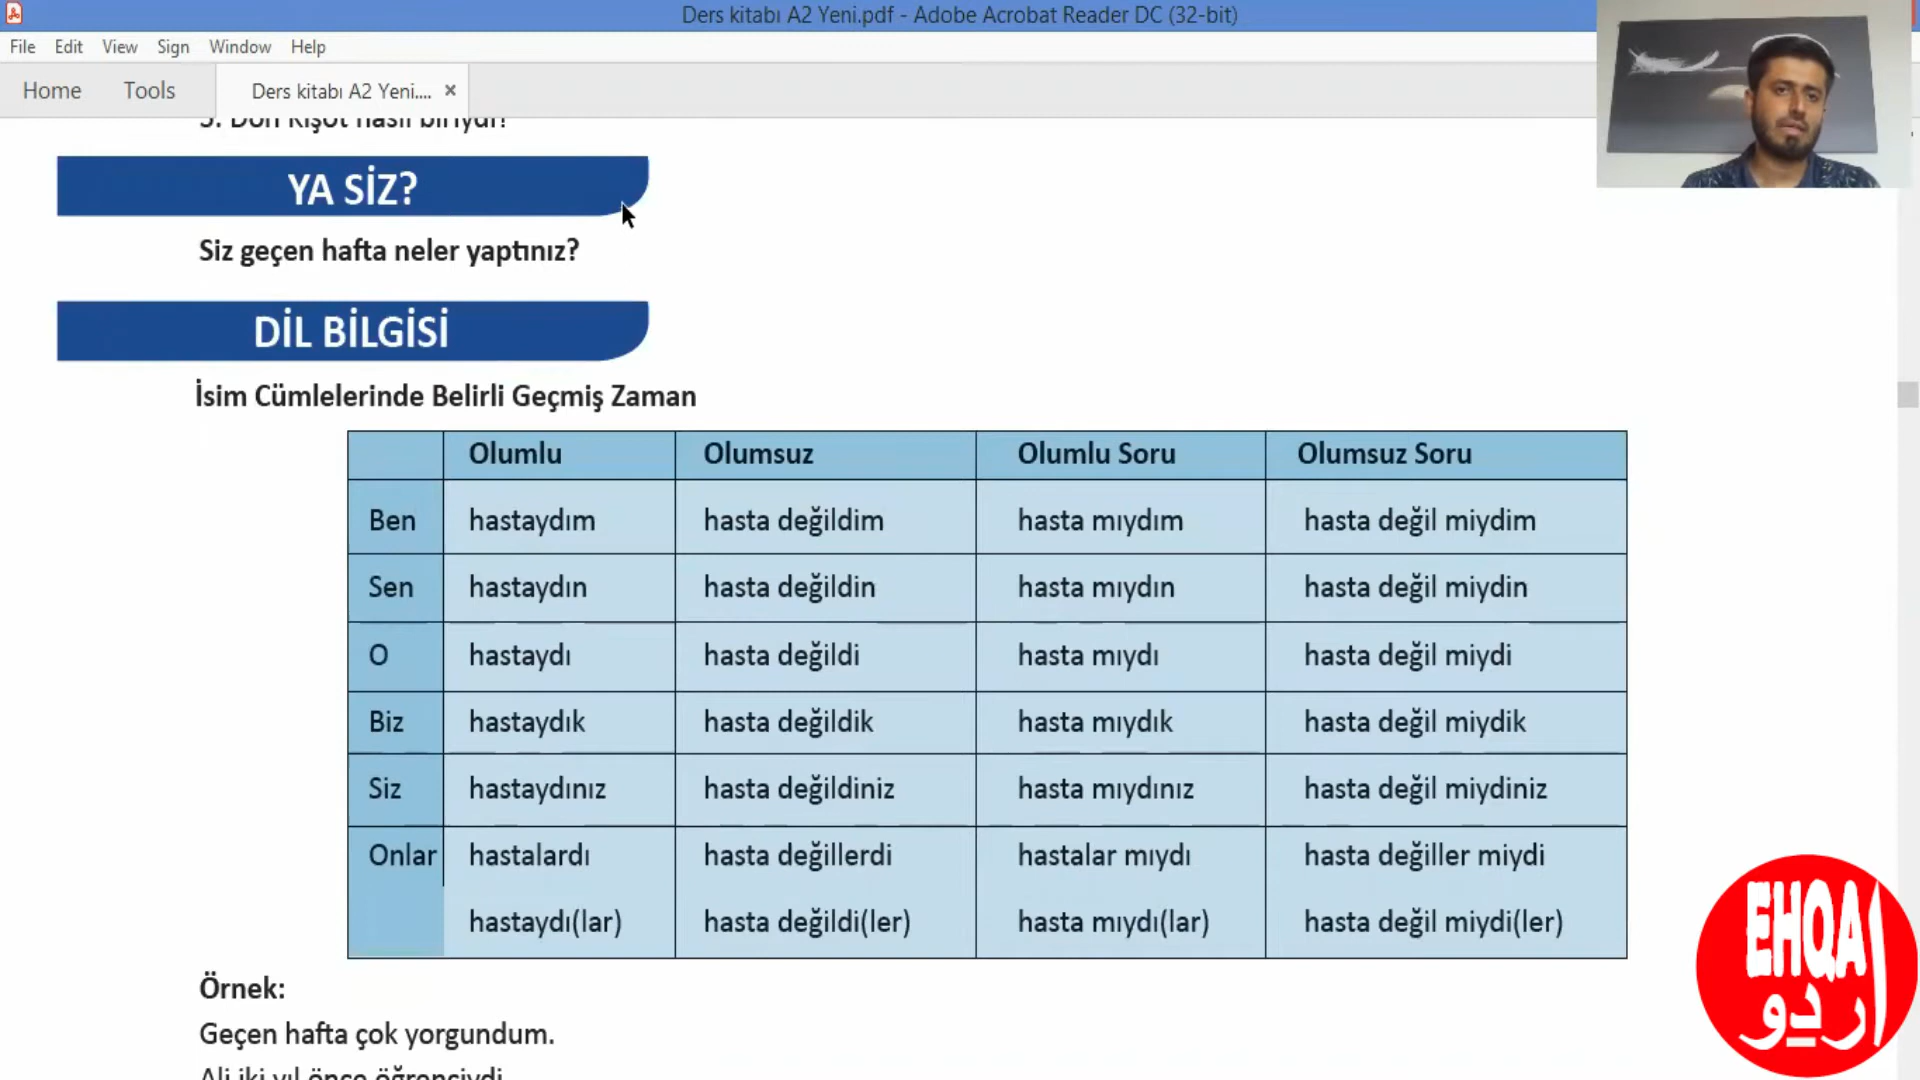 Ders kitabı A2 Yeni.pdf - Adobe Acrobat Reader DC (32-bit)
File Edit View Sign Window Help
Home Tools Ders kitabı A2 Yeni.... ×
YA SİZ?
Siz geçen hafta neler yaptınız?
DİL BİLGİSİ
İsim Cümlelerinde Belirli Geçmiş Zaman
Olumlu Olumsuz Olumlu Soru Olumsuz Soru
Ben hastaydım hasta değildim hasta mıydım hasta değil miydim
Sen hastaydın hasta değildin hasta mıydın hasta değil miydin
O hastaydı hasta değildi hasta mıydı hasta değil miydi
Biz hastaydık hasta değildik hasta mıydık hasta değil miydik
Siz hastaydınız hasta değildiniz hasta mıydınız hasta değil miydiniz
Onlar hastalardı hasta değillerdi hastalar mıydı hasta değiller miydi
hastaydı(lar) hasta değildi(ler) hasta mıydı(lar) hasta değil miydi(ler)
Örnek:
Geçen hafta çok yorgundum.
Ali iki yıl önce öğrenciydi
EHQA
اردو